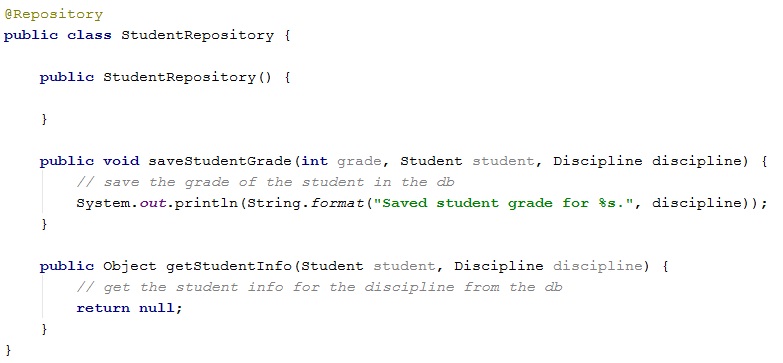 @Repository
public class StudentRepository {
public StudentRepository() {
}
public void saveStudentGrade(int grade, Student student, Discipline discipline) {
// save the grade of the student in the db
System.out.println(String.format("Saved student grade for %s.", discipline));
}
public Object getStudentInfo(Student student, Discipline discipline) {
// get the student info for the discipline from the db
return null;
}
}